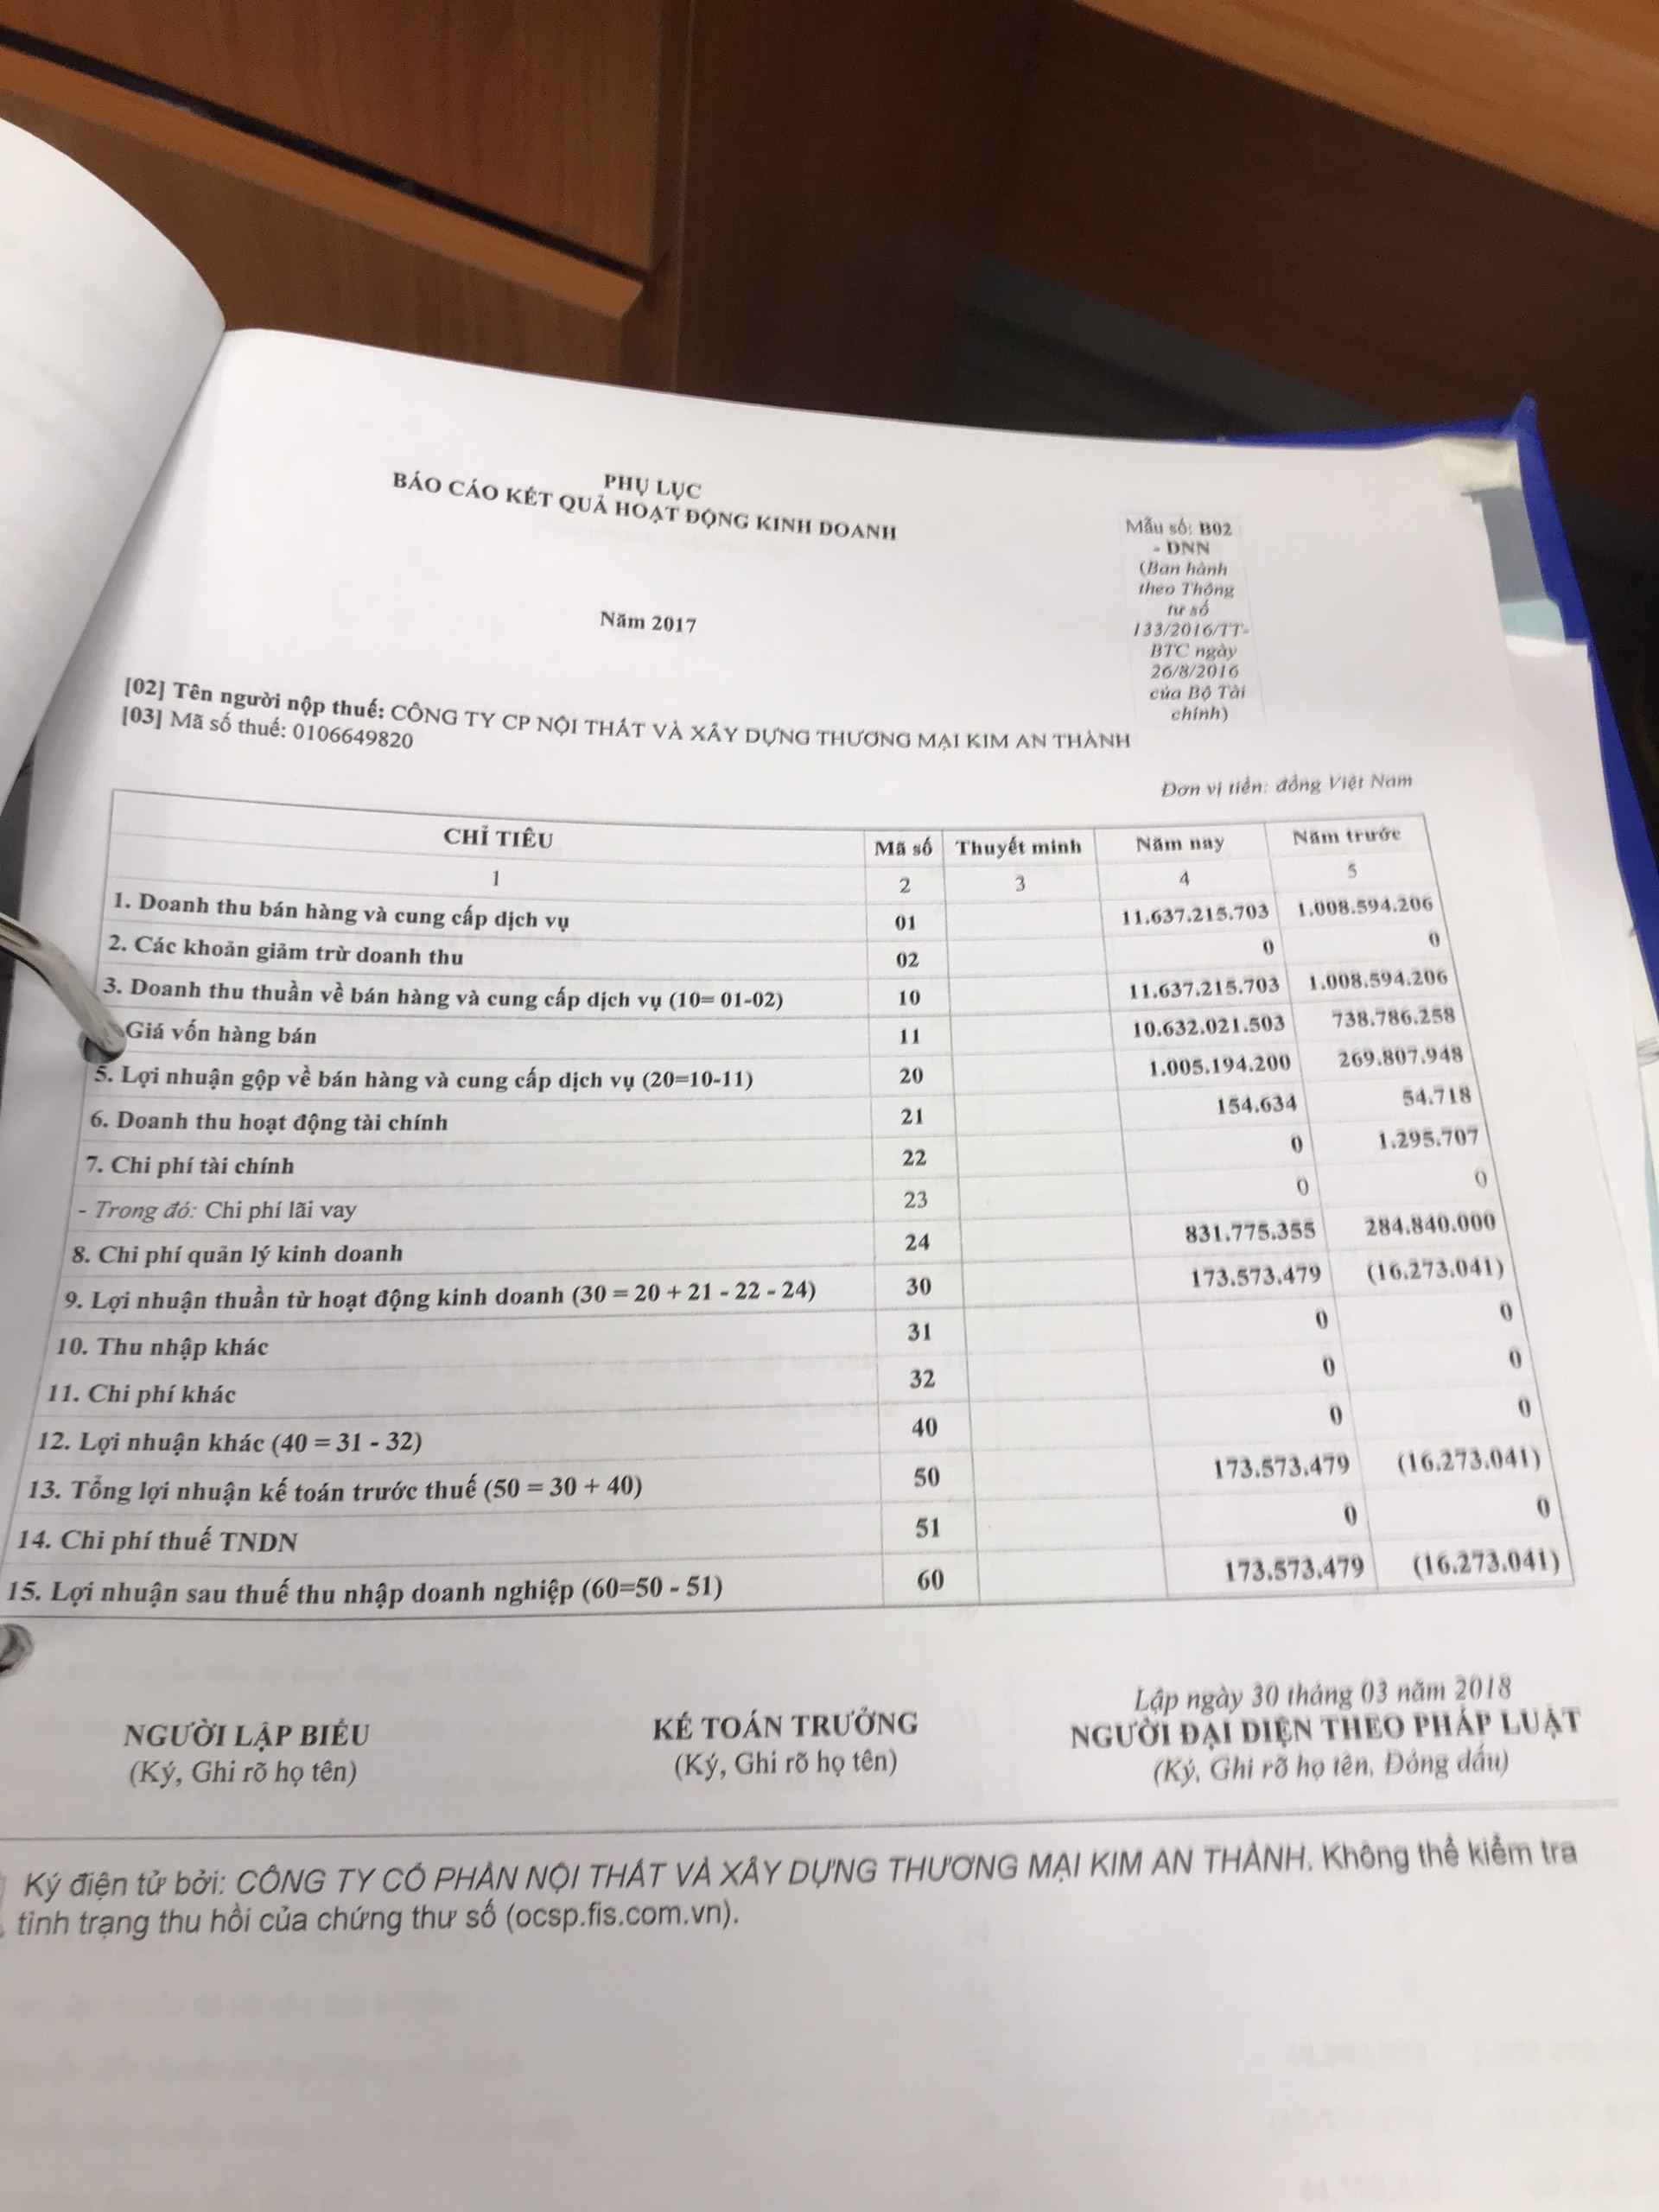 PHỤ LỤC
BÁO CÁO KẾT QUẢ HOẠT ĐỘNG KINH DOANH
Mẫu số: B02
- DNN
(Ban hành
theo Thông
tư số
133/2016/TT-
BTC ngày
26/8/2016
của Bộ Tài
chính)
Năm 2017
[02] Tên người nộp thuế: CÔNG TY CP NỘI THẤT VÀ XÂY DỰNG THƯƠNG MẠI KIM AN THÀNH
[03] Mã số thuế: 0106649820
Đơn vị tiền: đồng Việt Nam
CHỈ TIÊU Mã số Thuyết minh Năm nay Năm trước
1 2 3 4 5
1. Doanh thu bán hàng và cung cấp dịch vụ 01 11.637.215.703 1.008.594.206
2. Các khoản giảm trừ doanh thu 02 0 0
3. Doanh thu thuần về bán hàng và cung cấp dịch vụ (10= 01-02) 10 11.637.215.703 1.008.594.206
Giá vốn hàng bán 11 10.632.021.503 738.786.258
5. Lợi nhuận gộp về bán hàng và cung cấp dịch vụ (20=10-11) 20 1.005.194.200 269.807.948
6. Doanh thu hoạt động tài chính 21 154.634 54.718
7. Chi phí tài chính 22 0 1.295.707
- Trong đó: Chi phí lãi vay 23 0 0
8. Chi phí quản lý kinh doanh 24 831.775.355 284.840.000
9. Lợi nhuận thuần từ hoạt động kinh doanh (30 = 20 + 21 - 22 - 24) 30 173.573.479 (16.273.041)
10. Thu nhập khác 31 0 0
11. Chi phí khác 32 0 0
12. Lợi nhuận khác (40 = 31 - 32) 40 0 0
13. Tổng lợi nhuận kế toán trước thuế (50 = 30 + 40) 50 173.573.479 (16.273.041)
14. Chi phí thuế TNDN 51 0 0
15. Lợi nhuận sau thuế thu nhập doanh nghiệp (60=50 - 51) 60 173.573.479 (16.273.041)
Lập ngày 30 tháng 03 năm 2018
NGƯỜI LẬP BIỂU KẾ TOÁN TRƯỞNG NGƯỜI ĐẠI DIỆN THEO PHÁP LUẬT
(Ký, Ghi rõ họ tên) (Ký, Ghi rõ họ tên) (Ký, Ghi rõ họ tên, Đóng dấu)
Ký điện tử bởi: CÔNG TY CỔ PHẦN NỘI THẤT VÀ XÂY DỰNG THƯƠNG MẠI KIM AN THÀNH. Không thể kiểm tra
tình trạng thu hồi của chứng thư số (ocsp.fis.com.vn).